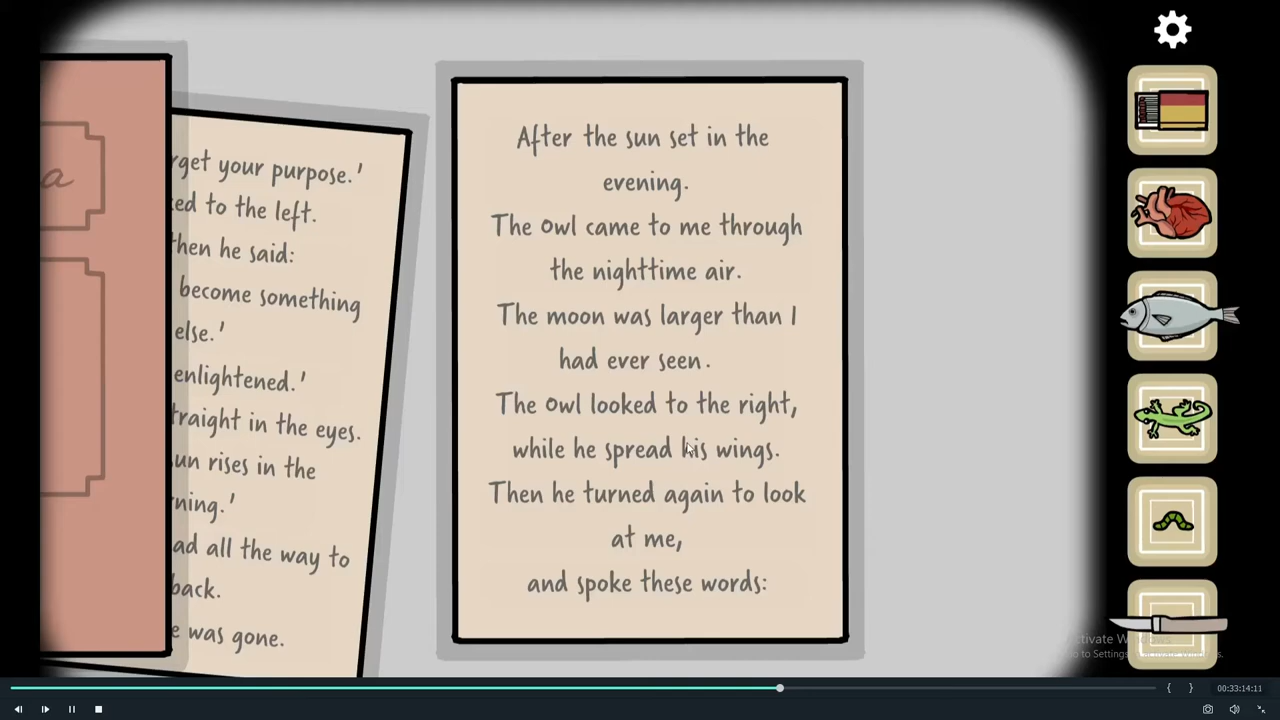 a
rget your purpose.'
ked to the left.
then he said:
become something
else.'
enlightened.'
traight in the eyes.
un rises in the
rning.'
ad all the way to
back.
e was gone.
After the sun set in the
evening.
The Owl came to me through
the nighttime air.
The moon was larger than I
had ever seen.
The Owl looked to the right,
while he spread his wings.
Then he turned again to look
at me,
and spoke these words:
{ }
00:33:14:11